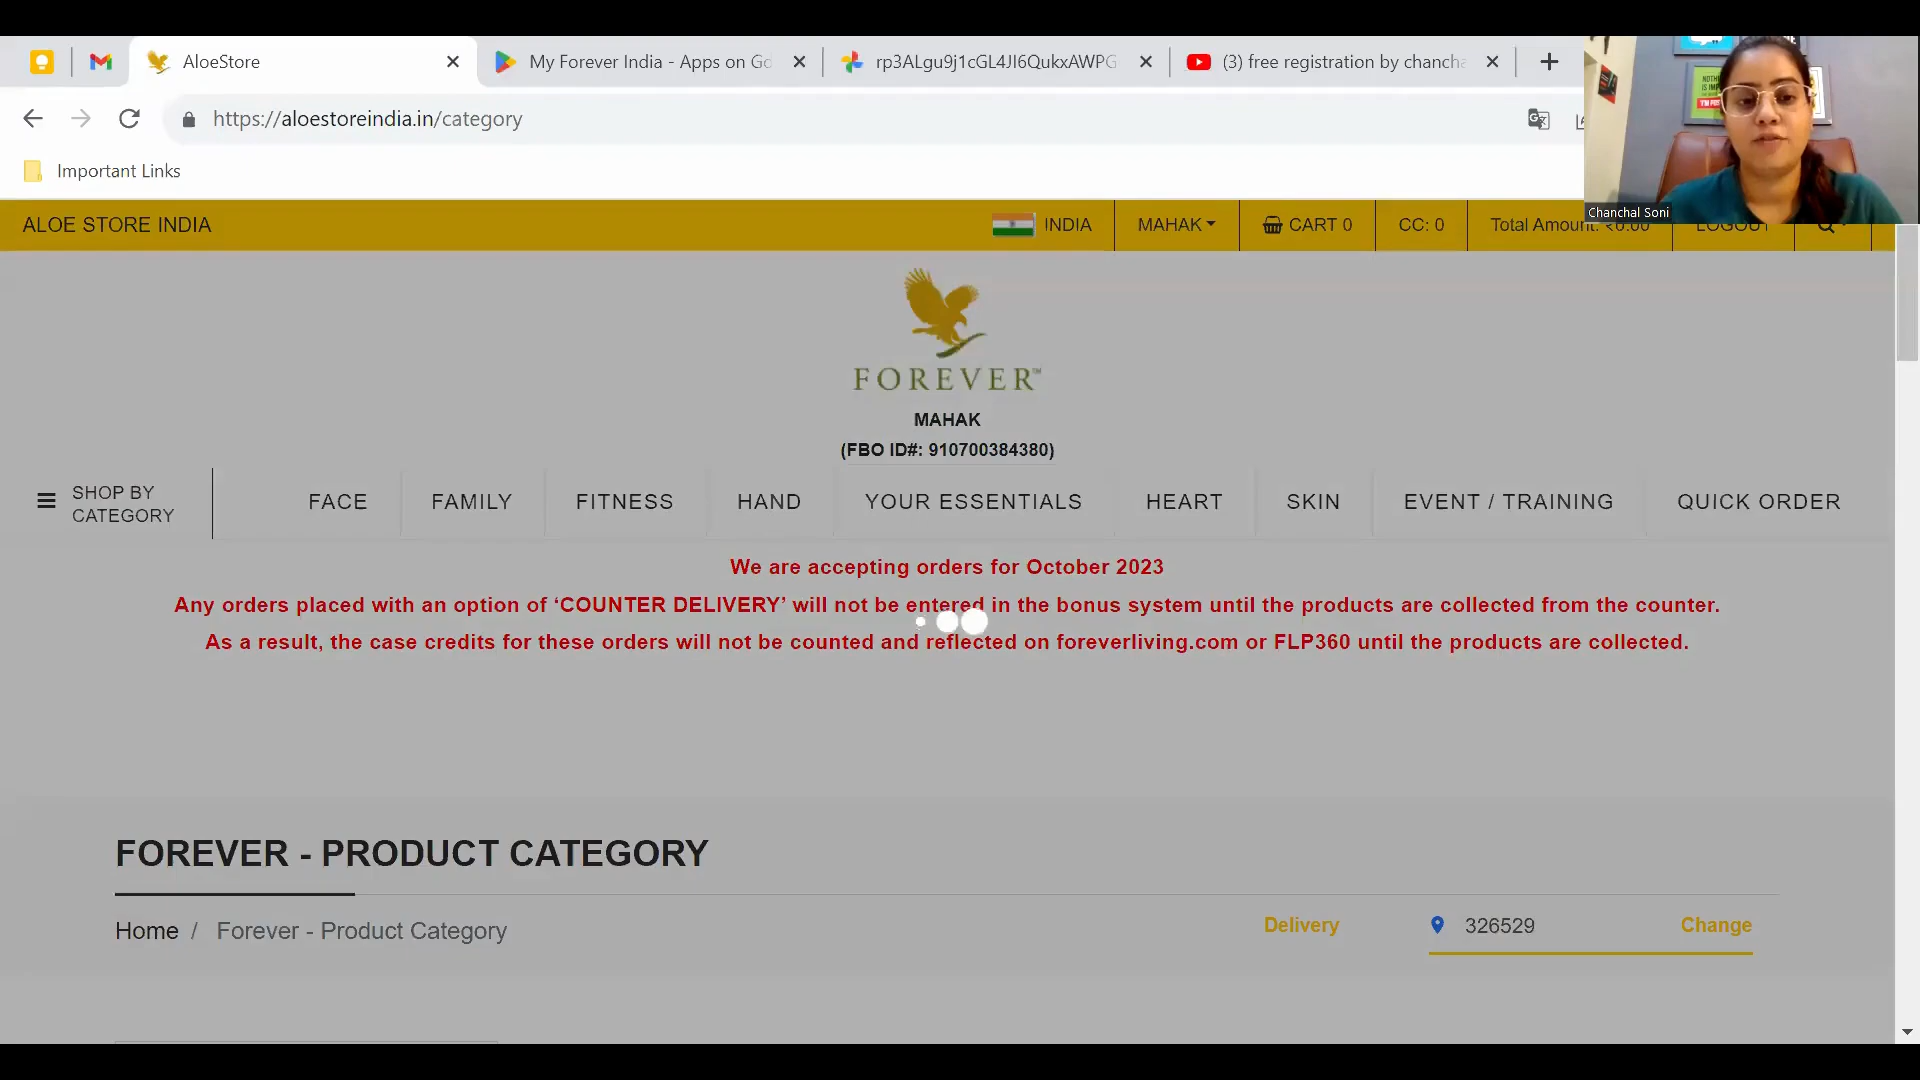 AloeStore
My Forever India - Apps on Go
rp3ALgu9j1cGL4JI6QukxAWPG
(3) free registration by chancha
https://aloestoreindia.in/category
Important Links
ALOE STORE INDIA
INDIA
MAHAK
CART 0
CC: 0
Total Amount: ₹0.00
LOGOUT
Chanchal Soni
FOREVER™
MAHAK
(FBO ID#: 910700384380)
SHOP BY
CATEGORY
FACE
FAMILY
FITNESS
HAND
YOUR ESSENTIALS
HEART
SKIN
EVENT / TRAINING
QUICK ORDER
We are accepting orders for October 2023
Any orders placed with an option of ‘COUNTER DELIVERY’ will not be entered in the bonus system until the products are collected from the counter.
As a result, the case credits for these orders will not be counted and reflected on foreverliving.com or FLP360 until the products are collected.
FOREVER - PRODUCT CATEGORY
Home / Forever - Product Category
Delivery
326529
Change